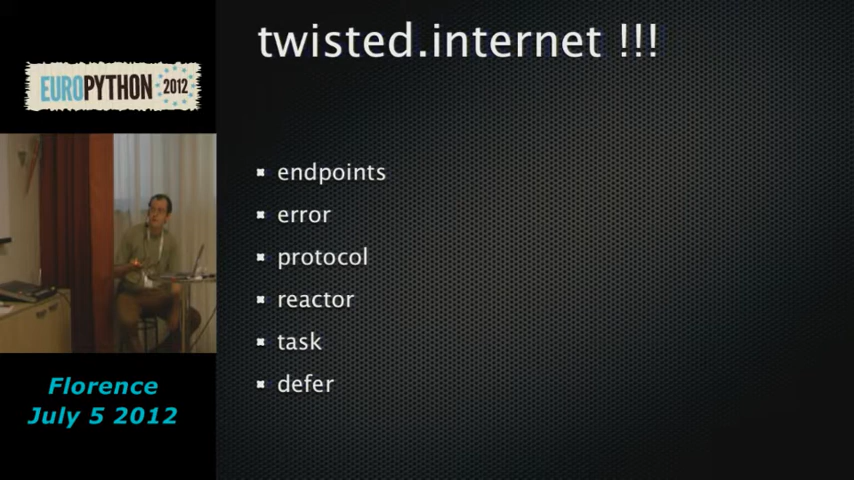 twisted.internet !!!
EUROPYTHON 2012
endpoints
error
protocol
reactor
task
defer
Florence
July 5 2012